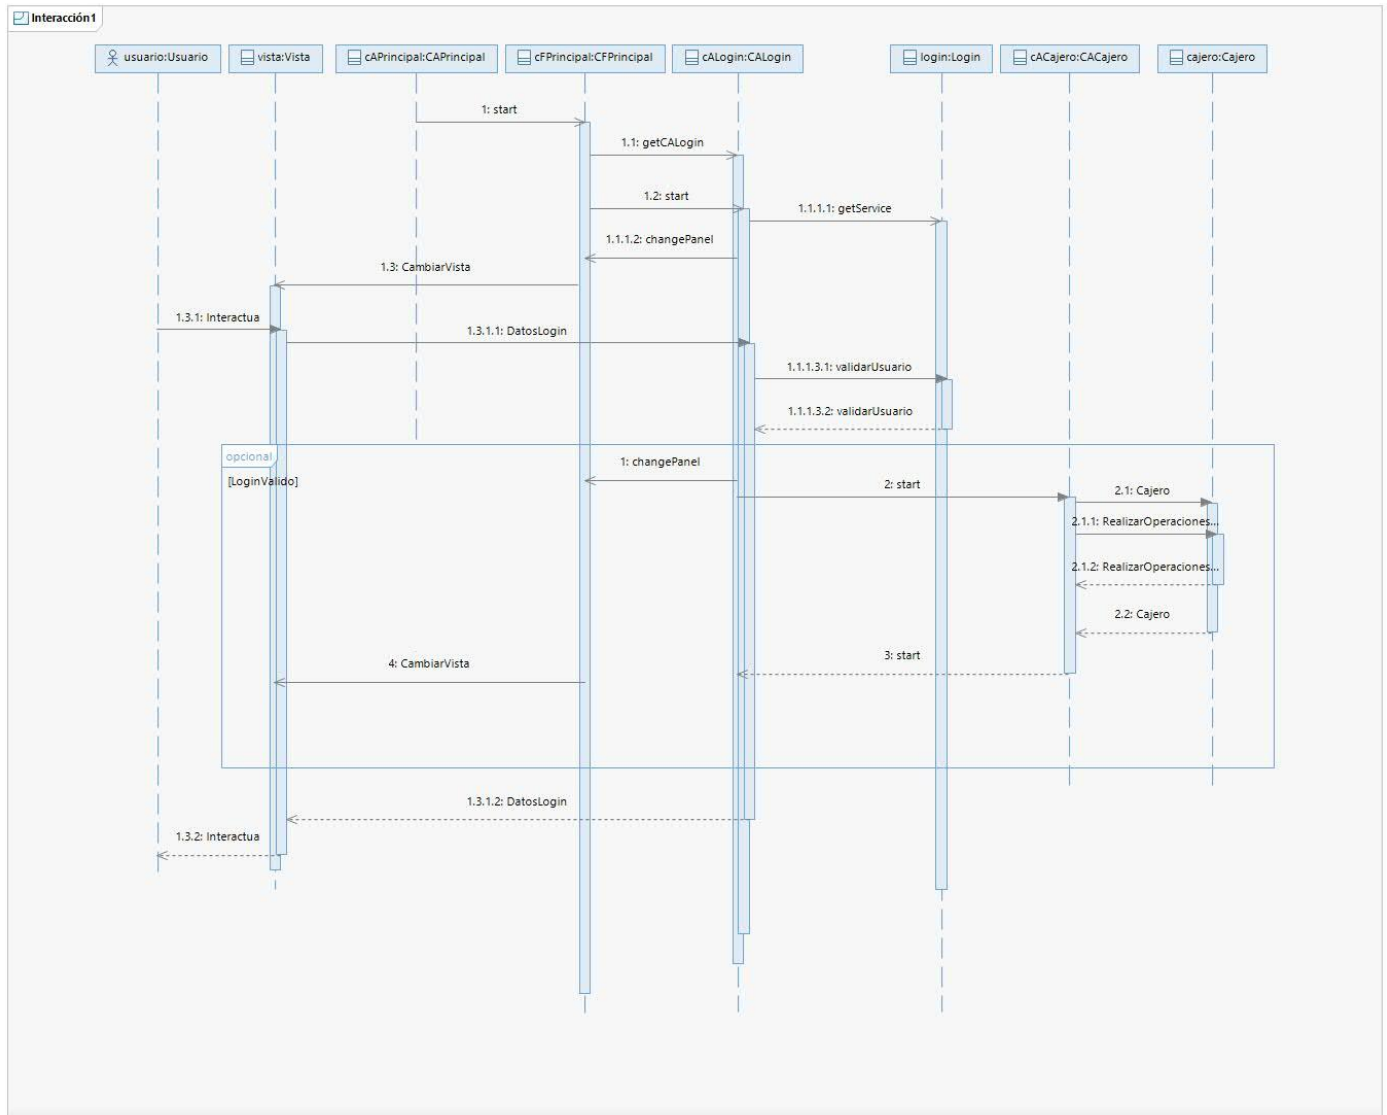 Interacción1
usuario:Usuario
vista:Vista
cAPrincipal:CAPrincipal
cFPrincipal:CFPrincipal
cALogin:CALogin
login:Login
cACajero:CACajero
cajero:Cajero
1: start
1.1: getCALogin
1.2: start
1.1.1.1: getService
1.1.1.2: changePanel
1.3: CambiarVista
1.3.1: Interactua
1.3.1.1: DatosLogin
1.1.1.3.1: validarUsuario
1.1.1.3.2: validarUsuario
opcional
[LoginValido]
1: changePanel
2: start
2.1: Cajero
2.1.1: RealizarOperaciones...
2.1.2: RealizarOperaciones...
2.2: Cajero
3: start
4: CambiarVista
1.3.1.2: DatosLogin
1.3.2: Interactua